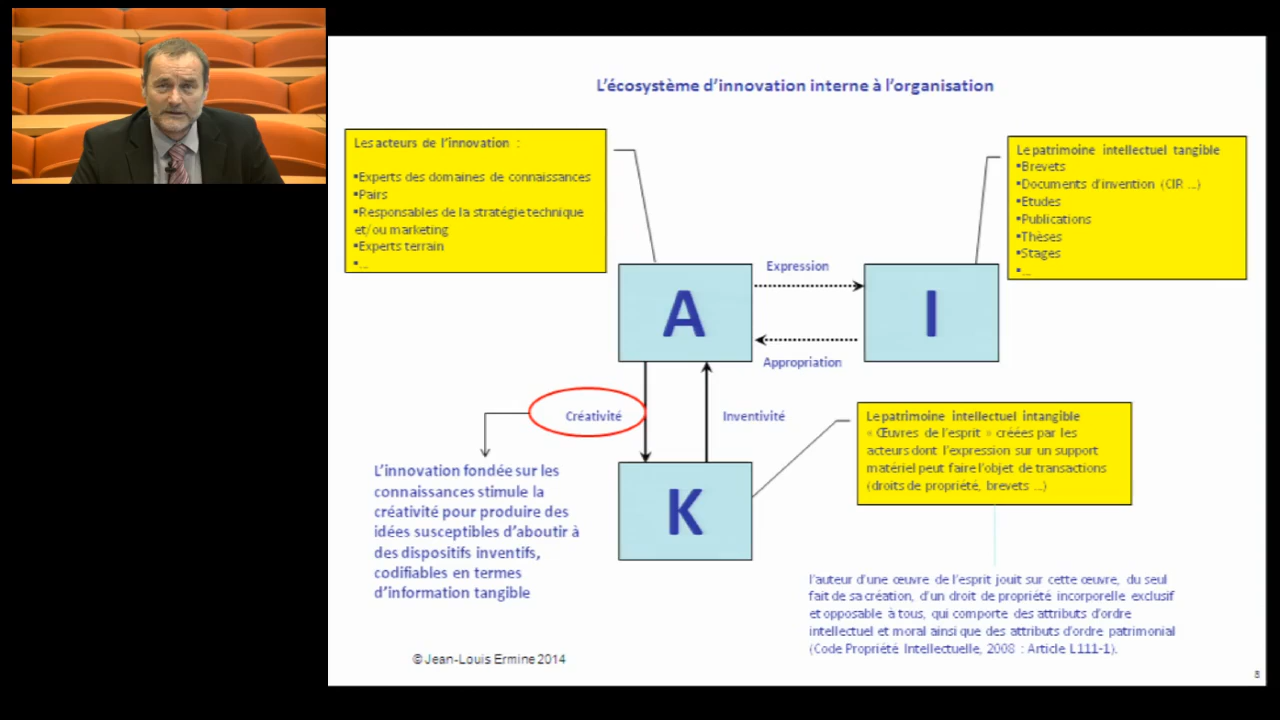 L'écosystème d'innovation interne à l'organisation
Les acteurs de l'innovation :
▪Experts des domaines de connaissances
▪Pairs
▪Responsables de la stratégie technique
et/ou marketing
▪Experts terrain
▪...
Le patrimoine intellectuel tangible
▪Brevets
▪Documents d'invention (CIR ...)
▪Etudes
▪Publications
▪Thèses
▪Stages
▪...
Expression
A
I
Appropriation
Créativité
Inventivité
Le patrimoine intellectuel intangible
« Œuvres de l'esprit » créées par les
acteurs dont l'expression sur un support
matériel peut faire l'objet de transactions
(droits de propriété, brevets ...)
L'innovation fondée sur les
connaissances stimule la
créativité pour produire des
idées susceptibles d'aboutir à
des dispositifs inventifs,
codifiables en termes
d'information tangible
K
l'auteur d'une œuvre de l'esprit jouit sur cette œuvre, du seul
fait de sa création, d'un droit de propriété incorporelle exclusif
et opposable à tous, qui comporte des attributs d'ordre
intellectuel et moral ainsi que des attributs d'ordre patrimonial
(Code Propriété Intellectuelle, 2008 : Article L111-1).
© Jean-Louis Ermine 2014
8